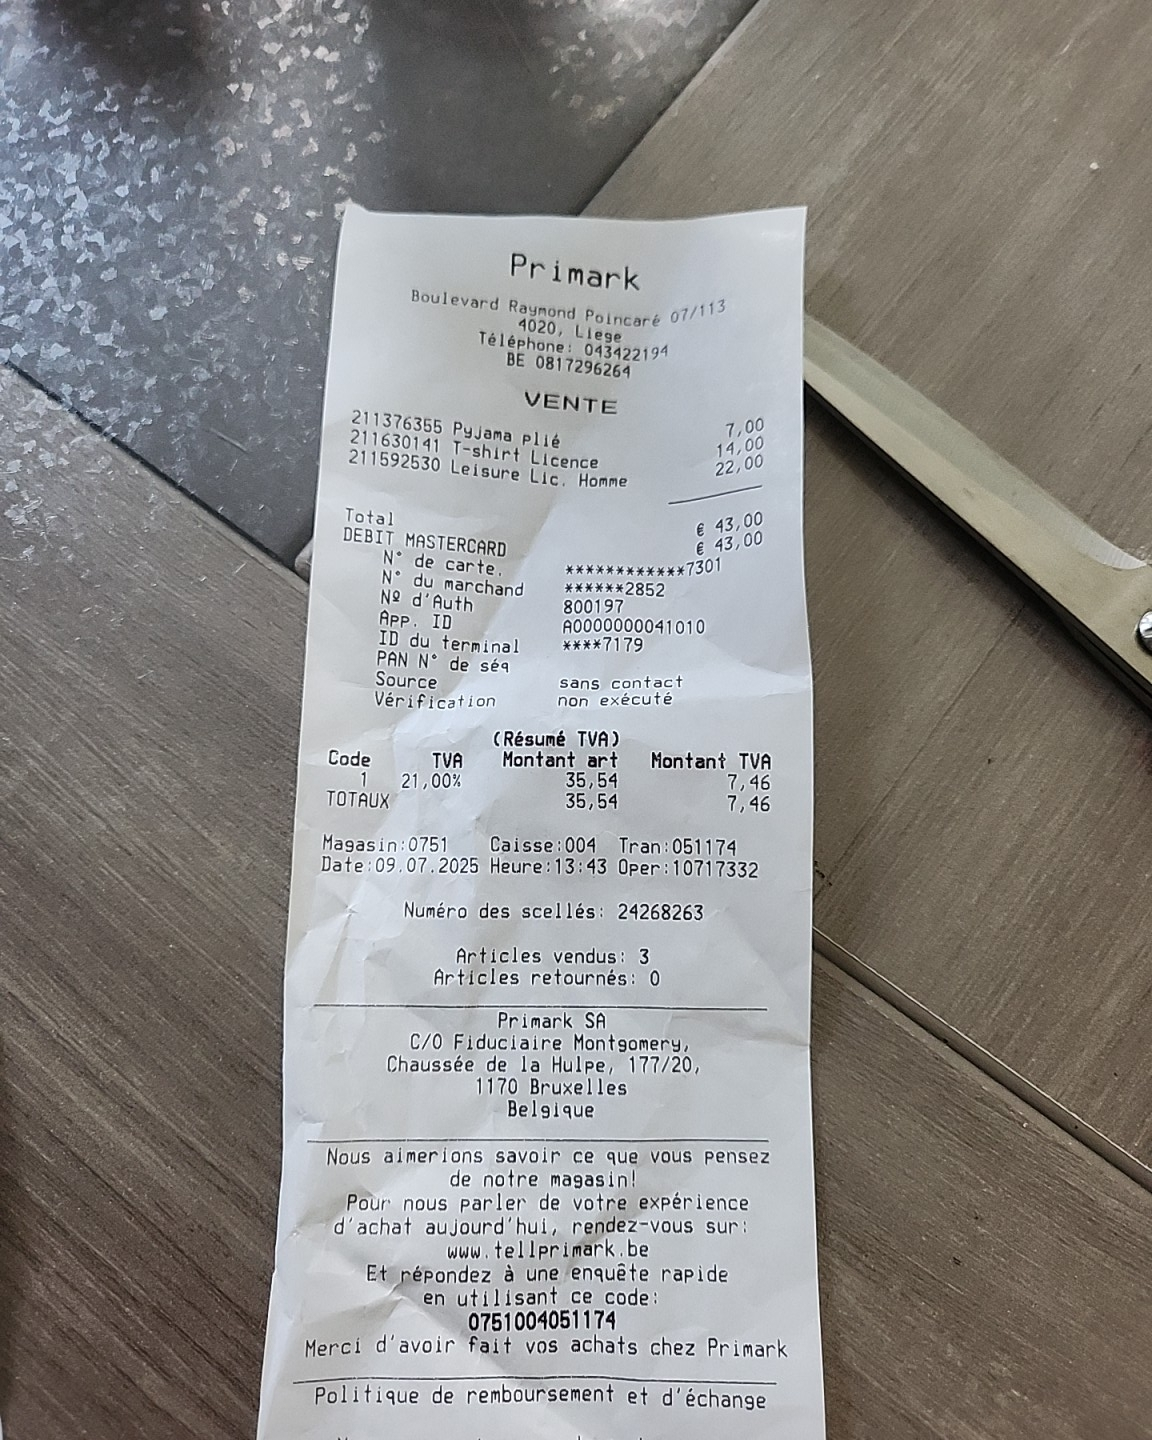 Primark
Boulevard Raymond Poincaré 07/113
4020, Liege
Téléphone: 043422194
BE 0817296264
VENTE
211376355 Pyjama plié 7,00
211630141 T-shirt Licence 14,00
211592530 Leisure Lic. Homme 22,00
Total € 43,00
DEBIT MASTERCARD € 43,00
N° de carte. ************7301
N° du marchand ******2852
Nº d'Auth 800197
App. ID A0000000041010
ID du terminal ****7179
PAN N° de séq
Source sans contact
Vérification non exécuté
(Résumé TVA)
Code TVA Montant art Montant TVA
1 21,00% 35,54 7,46
TOTAUX 35,54 7,46
Magasin:0751 Caisse:004 Tran:051174
Date:09.07.2025 Heure:13:43 Oper:10717332
Numéro des scellés: 24268263
Articles vendus: 3
Articles retournés: 0
Primark SA
C/O Fiduciaire Montgomery,
Chaussée de la Hulpe, 177/20,
1170 Bruxelles
Belgique
Nous aimerions savoir ce que vous pensez
de notre magasin!
Pour nous parler de votre expérience
d'achat aujourd'hui, rendez-vous sur:
www.tellprimark.be
Et répondez à une enquête rapide
en utilisant ce code:
0751004051174
Merci d'avoir fait vos achats chez Primark
Politique de remboursement et d'échange